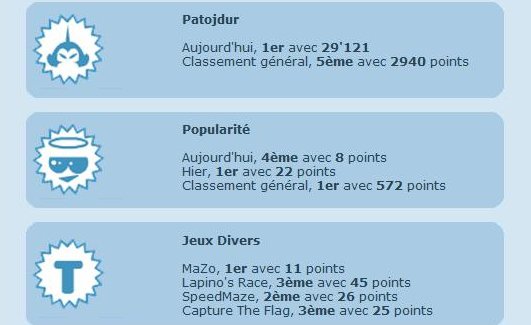 Patojdur
Aujourd'hui, 1er avec 29'121
Classement général, 5ème avec 2940 points
Popularité
Aujourd'hui, 4ème avec 8 points
Hier, 1er avec 22 points
Classement général, 1er avec 572 points
T
Jeux Divers
MaZo, 1er avec 11 points
Lapino's Race, 3ème avec 45 points
SpeedMaze, 2ème avec 26 points
Capture The Flag, 3ème avec 25 points